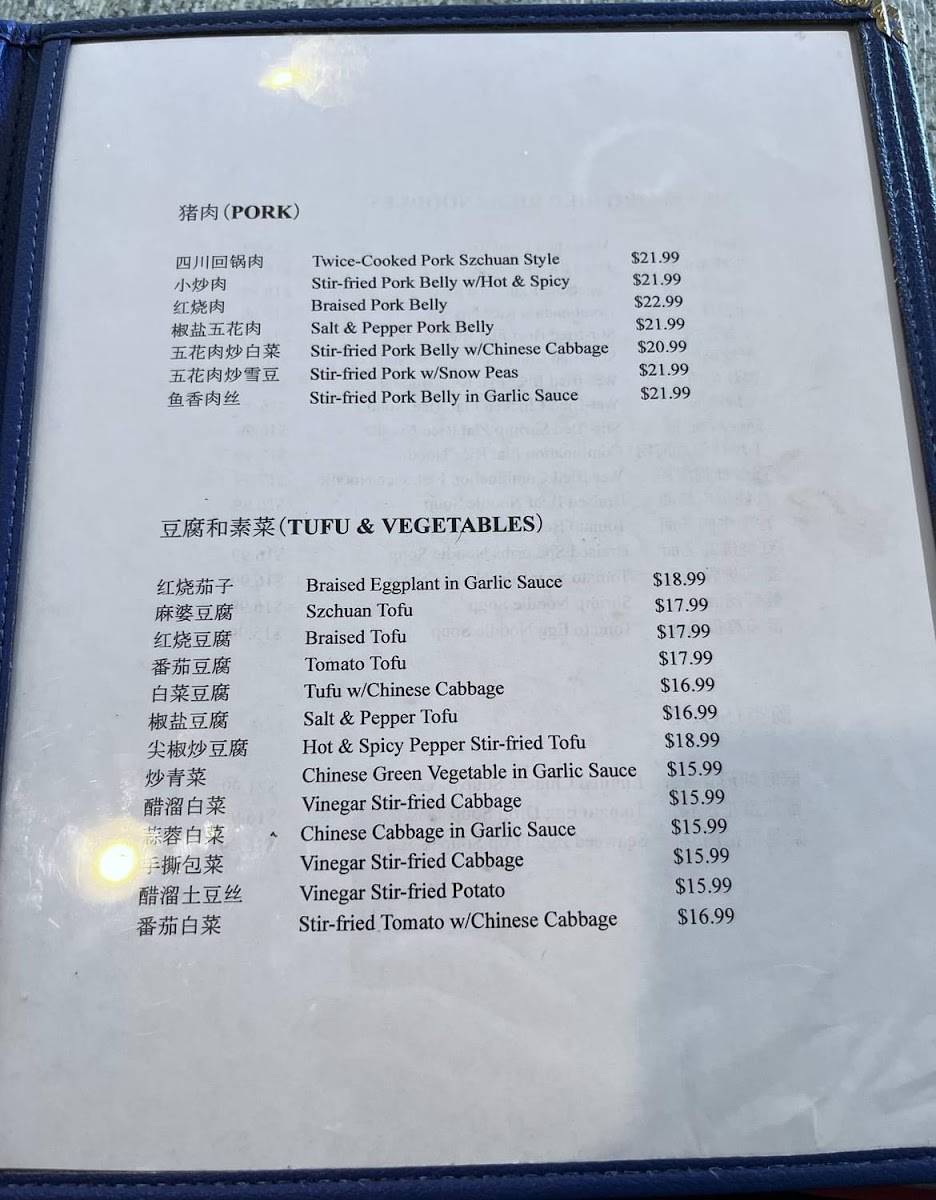 猪肉(PORK)
四川回锅肉 Twice-Cooked Pork Szchuan Style $21.99
小炒肉 Stir-fried Pork Belly w/Hot & Spicy $21.99
红烧肉 Braised Pork Belly $22.99
椒盐五花肉 Salt & Pepper Pork Belly $21.99
五花肉炒白菜 Stir-fried Pork Belly w/Chinese Cabbage $20.99
五花肉炒雪豆 Stir-fried Pork w/Snow Peas $21.99
鱼香肉丝 Stir-fried Pork Belly in Garlic Sauce $21.99
豆腐和素菜(TUFU & VEGETABLES)
红烧茄子 Braised Eggplant in Garlic Sauce $18.99
麻婆豆腐 Szchuan Tofu $17.99
红烧豆腐 Braised Tofu $17.99
番茄豆腐 Tomato Tofu $17.99
白菜豆腐 Tufu w/Chinese Cabbage $16.99
椒盐豆腐 Salt & Pepper Tofu $16.99
尖椒炒豆腐 Hot & Spicy Pepper Stir-fried Tofu $18.99
炒青菜 Chinese Green Vegetable in Garlic Sauce $15.99
醋溜白菜 Vinegar Stir-fried Cabbage $15.99
蒜蓉白菜 Chinese Cabbage in Garlic Sauce $15.99
手撕包菜 Vinegar Stir-fried Cabbage $15.99
醋溜土豆丝 Vinegar Stir-fried Potato $15.99
番茄白菜 Stir-fried Tomato w/Chinese Cabbage $16.99